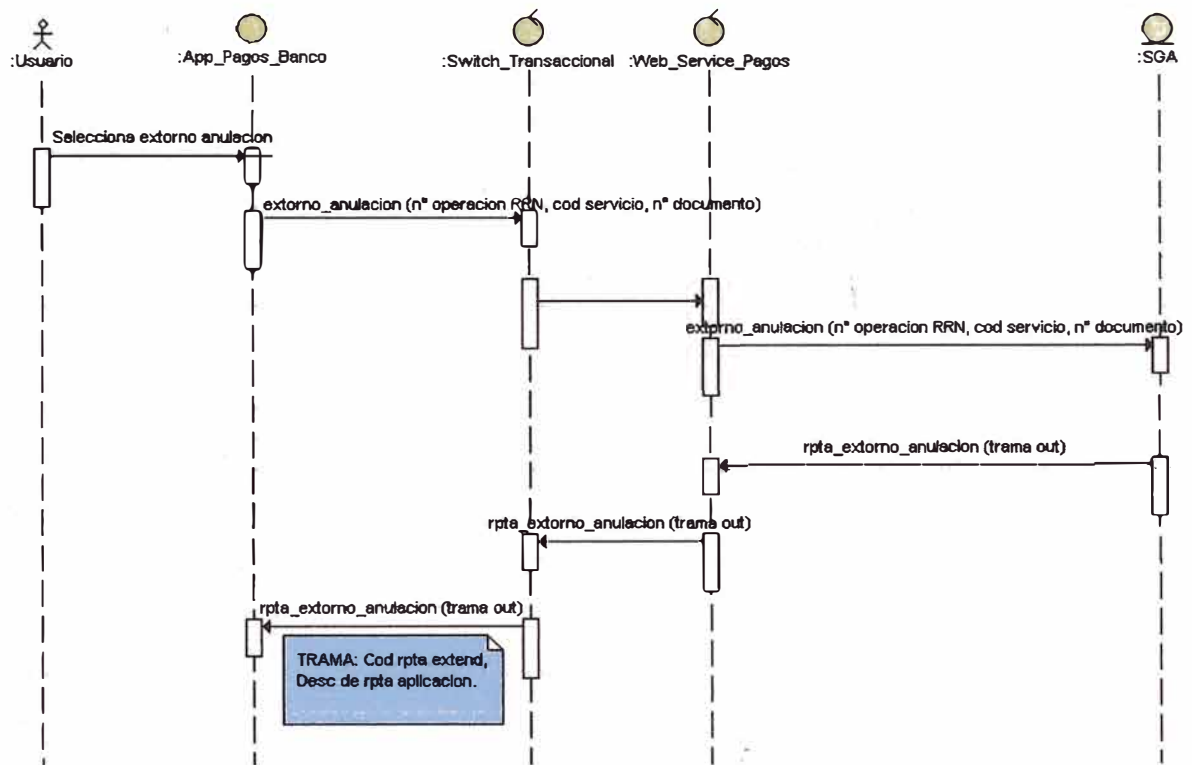 :Usuario
:App_Pagos_Banco
:Switch_Transaccional
:Web_Service_Pagos
:SGA
Selecciona extorno anulacion
extorno_anulacion (n° operacion RRN, cod servicio, n° documento)
extorno_anulacion (n° operacion RRN, cod servicio, n° documento)
rpta_extorno_anulacion (trama out)
rpta_extorno_anulacion (trama out)
rpta_extorno_anulacion (trama out)
TRAMA: Cod rpta extend,
Desc de rpta aplicacion.